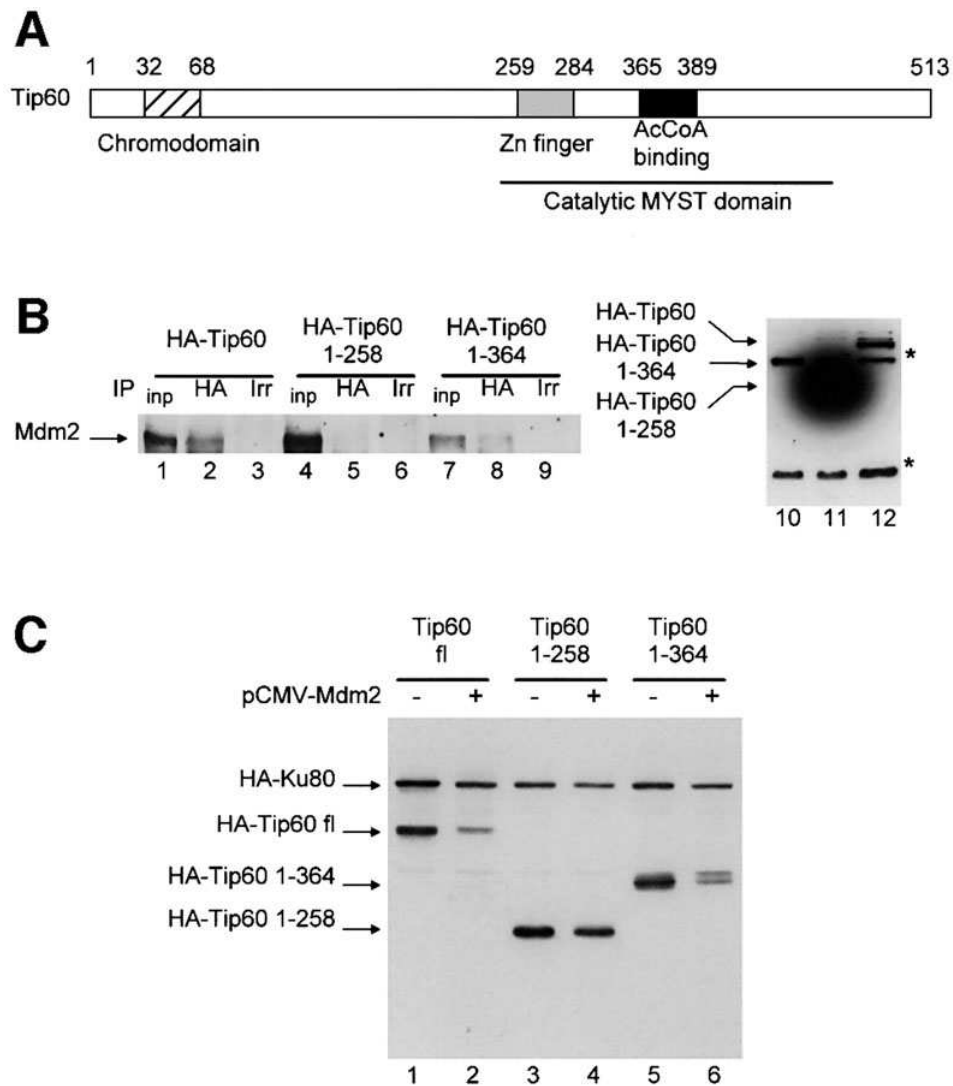 A
1 32 68 259 284 365 389 513
Tip60
Chromodomain Zn finger AcCoA
binding
Catalytic MYST domain
B
HA-Tip60 HA-Tip60
1-258 HA-Tip60
1-364
IP inp HA Irr inp HA Irr inp HA Irr
Mdm2
1 2 3 4 5 6 7 8 9
HA-Tip60
HA-Tip60
1-364
HA-Tip60
1-258
*
*
10 11 12
C
Tip60
fl
Tip60
1-258
Tip60
1-364
pCMV-Mdm2 - + - + - +
HA-Ku80
HA-Tip60 fl
HA-Tip60 1-364
HA-Tip60 1-258
1 2 3 4 5 6